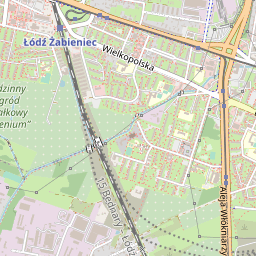 Łódź Żabieniec
Wielkopolska
dzinny
gród
ałkowy
enium"
15 Bednary - Łódź
Aleja Włókniarzy